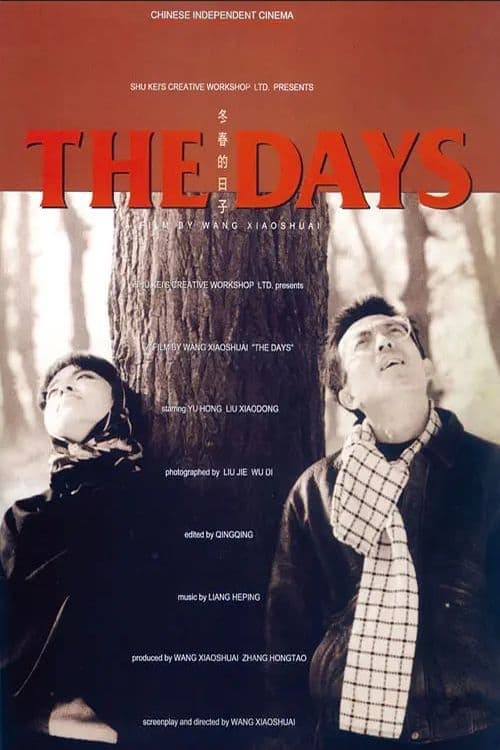 CHINESE INDEPENDENT CINEMA
SHU KEI'S CREATIVE WORKSHOP LTD. PRESENTS
冬春的日子
THE DAYS
A FILM BY WANG XIAOSHUAI
SHU KEI'S CREATIVE WORKSHOP LTD. presents
A FILM BY WANG XIAOSHUAI "THE DAYS"
starring YU HONG LIU XIAODONG
photographed by LIU JIE WU DI
edited by QINGQING
music by LIANG HEPING
produced by WANG XIAOSHUAI ZHANG HONGTAO
screenplay and directed by WANG XIAOSHUAI